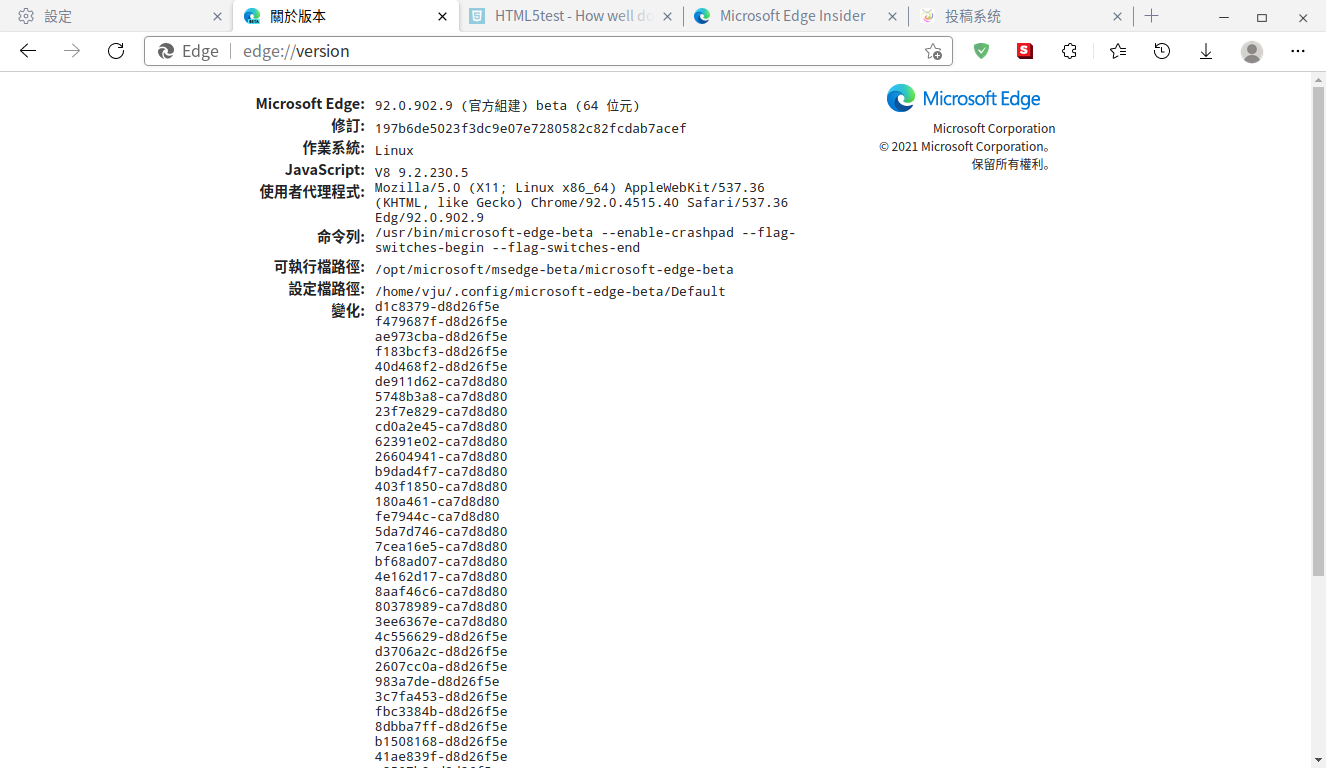 設定
關於版本
HTML5test - How well do
Microsoft Edge Insider
投稿系統
Edge
edge://version
Microsoft Edge: 92.0.902.9 (官方組建) beta (64 位元)
修訂: 197b6de5023f3dc9e07e7280582c82fcdab7acef
作業系統: Linux
JavaScript: V8 9.2.230.5
使用者代理程式: Mozilla/5.0 (X11; Linux x86_64) AppleWebKit/537.36
(KHTML, like Gecko) Chrome/92.0.4515.40 Safari/537.36
Edg/92.0.902.9
命令列: /usr/bin/microsoft-edge-beta --enable-crashpad --flag-
switches-begin --flag-switches-end
可執行檔路徑: /opt/microsoft/msedge-beta/microsoft-edge-beta
設定檔路徑: /home/vju/.config/microsoft-edge-beta/Default
變化: d1c8379-d8d26f5e
f479687f-d8d26f5e
ae973cba-d8d26f5e
f183bcf3-d8d26f5e
40d468f2-d8d26f5e
de911d62-ca7d8d80
5748b3a8-ca7d8d80
23f7e829-ca7d8d80
cd0a2e45-ca7d8d80
62391e02-ca7d8d80
26604941-ca7d8d80
b9dad4f7-ca7d8d80
403f1850-ca7d8d80
180a461-ca7d8d80
fe7944c-ca7d8d80
5da7d746-ca7d8d80
7cea16e5-ca7d8d80
bf68ad07-ca7d8d80
4e162d17-ca7d8d80
8aaf46c6-ca7d8d80
80378989-ca7d8d80
3ee6367e-ca7d8d80
4c556629-d8d26f5e
d3706a2c-d8d26f5e
2607cc0a-d8d26f5e
983a7de-d8d26f5e
3c7fa453-d8d26f5e
fbc3384b-d8d26f5e
8dbba7ff-d8d26f5e
b1508168-d8d26f5e
41ae839f-d8d26f5e
Microsoft Edge
Microsoft Corporation
© 2021 Microsoft Corporation。
保留所有權利。